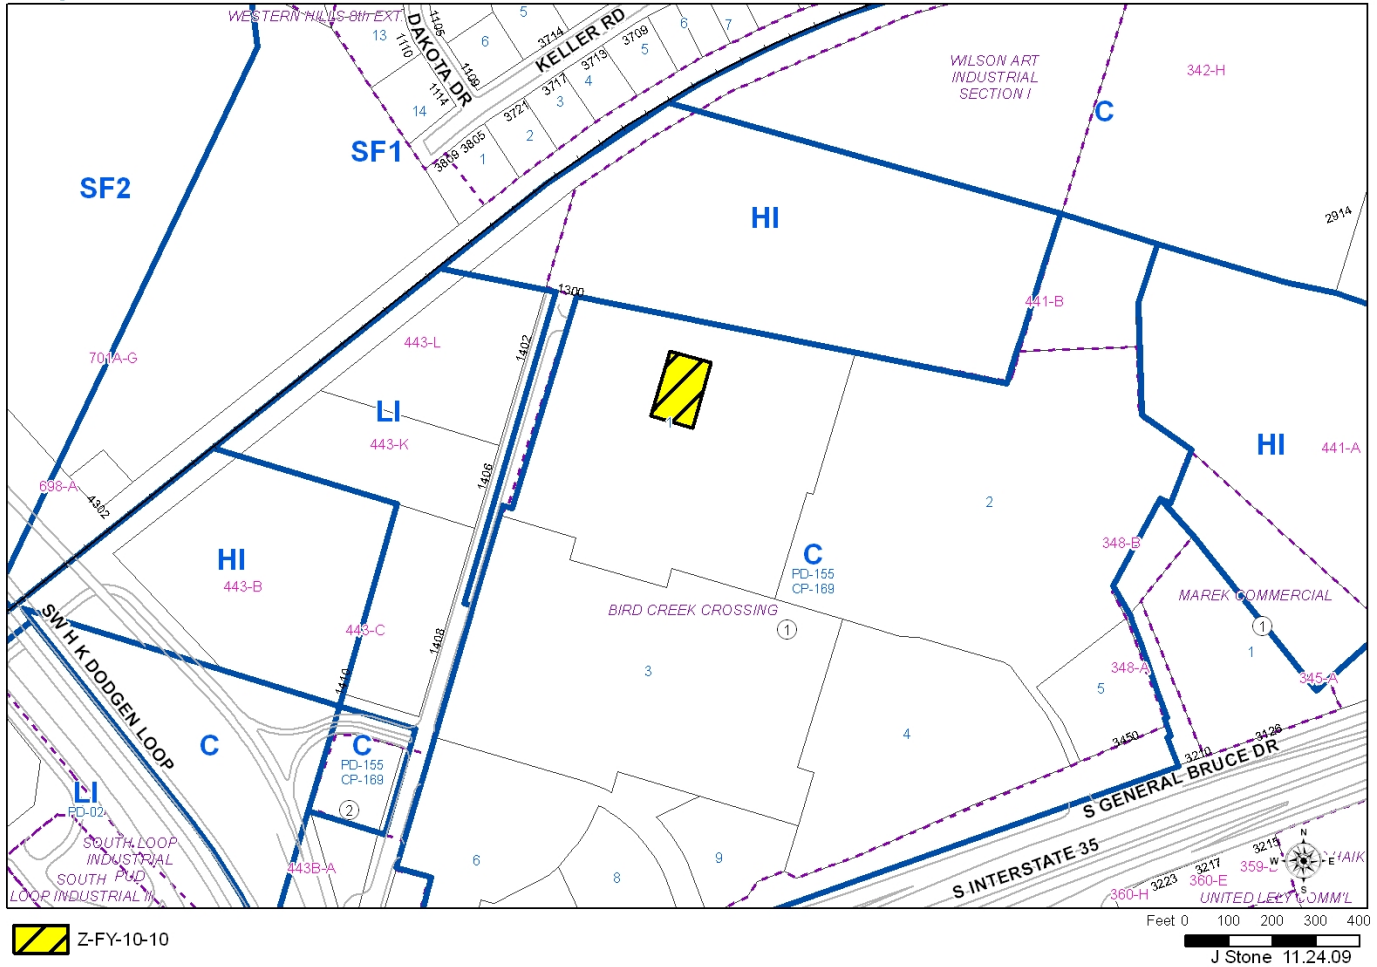 WESTERN HILLS 8th EXT
5
1105
DAKOTA DR
13
1110
6
3714
KELLER RD
3709
6
7
5
3713
4
1109
3717
3
1114
3721
14
2
3805
3809
1
SF1
SF2
WILSON ART
INDUSTRIAL
SECTION I
342-H
C
HI
2914
1300
441-B
443-L
1402
701A-G
LI
443-K
1
HI
441-A
1406
698-A
4302
2
C
PD-155
CP-169
348-B
HI
443-B
BIRD CREEK CROSSING
1
MAREK COMMERCIAL
1
1
443-C
1408
3
348-A
345-A
5
1410
SW H K DODGEN LOOP
C
C
PD-155
CP-169
2
4
3450
3210
3126
S GENERAL BRUCE DR
LI
PD-02
SOUTH LOOP
INDUSTRIAL
PUD
SOUTH
LOOP INDUSTRIAL II
443B-A
6
8
9
S INTERSTATE 35
3215
3217
3223
359-
360-E
360-H
HAIK
UNITED LELY COMM'L
N
W
E
S
Z-FY-10-10
Feet 0 100 200 300 400
J Stone 11.24.09